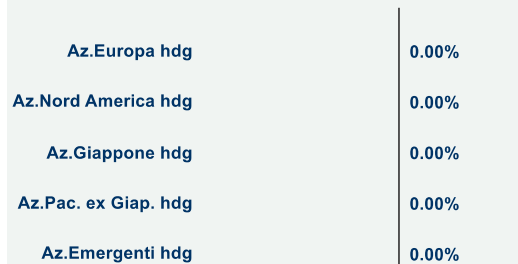 Az.Europa hdg 0.00%
Az.Nord America hdg 0.00%
Az.Giappone hdg 0.00%
Az.Pac. ex Giap. hdg 0.00%
Az.Emergenti hdg 0.00%